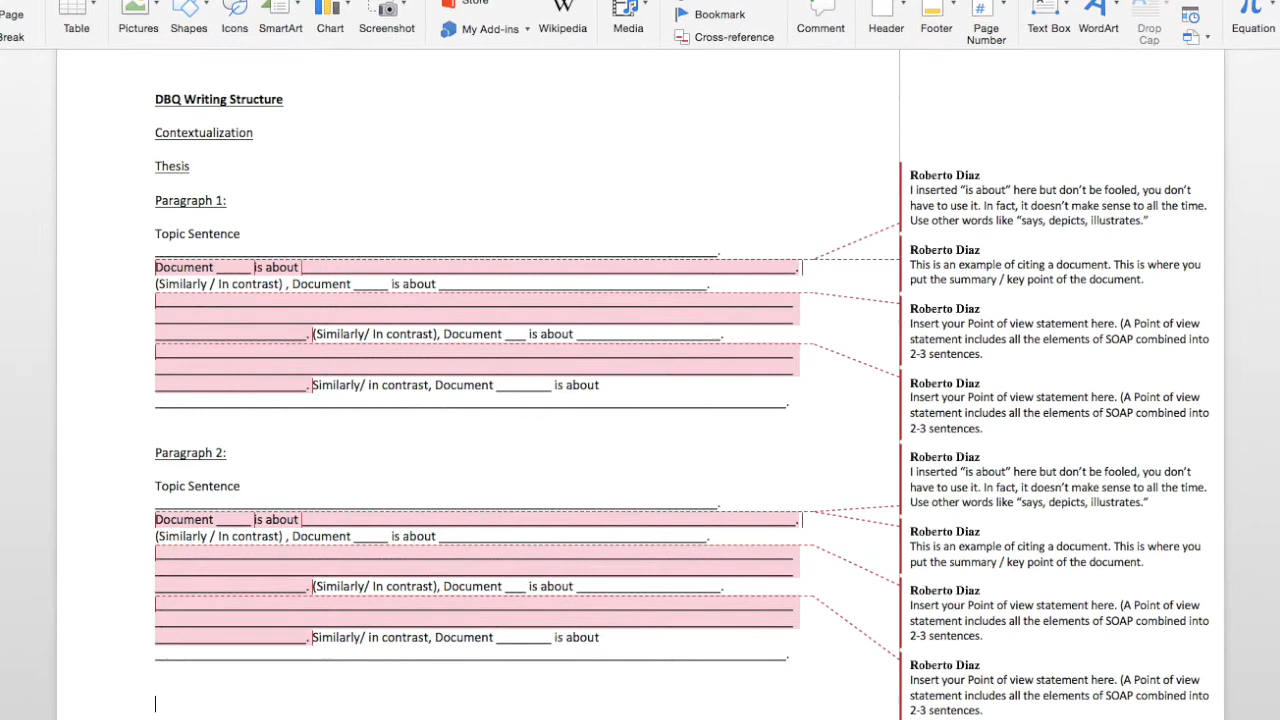 Page
Break
Table
Pictures
Shapes
Icons
SmartArt
Chart
Screenshot
Store
My Add-ins
W
Wikipedia
Media
Bookmark
Cross-reference
Comment
Header
Footer
#
Page
Number
Text Box
WordArt
Drop
Cap
Equation
DBQ Writing Structure
Contextualization
Thesis
Paragraph 1:
Topic Sentence
____________________.
Document _____ is about ____________________.
(Similarly / In contrast) , Document _____ is about ____________________.
____________________. (Similarly/ In contrast), Document ___ is about ____________________.
____________________. Similarly/ in contrast, Document ________ is about
____________________.
Paragraph 2:
Topic Sentence
____________________.
Document _____ is about ____________________.
(Similarly / In contrast) , Document _____ is about ____________________.
____________________. (Similarly/ In contrast), Document ___ is about ____________________.
____________________. Similarly/ in contrast, Document ________ is about
____________________.
Roberto Diaz
I inserted “is about” here but don’t be fooled, you don’t
have to use it. In fact, it doesn’t make sense to all the time.
Use other words like “says, depicts, illustrates.”
Roberto Diaz
This is an example of citing a document. This is where you
put the summary / key point of the document.
Roberto Diaz
Insert your Point of view statement here. (A Point of view
statement includes all the elements of SOAP combined into
2-3 sentences.
Roberto Diaz
Insert your Point of view statement here. (A Point of view
statement includes all the elements of SOAP combined into
2-3 sentences.
Roberto Diaz
I inserted “is about” here but don’t be fooled, you don’t
have to use it. In fact, it doesn’t make sense to all the time.
Use other words like “says, depicts, illustrates.”
Roberto Diaz
This is an example of citing a document. This is where you
put the summary / key point of the document.
Roberto Diaz
Insert your Point of view statement here. (A Point of view
statement includes all the elements of SOAP combined into
2-3 sentences.
Roberto Diaz
Insert your Point of view statement here. (A Point of view
statement includes all the elements of SOAP combined into
2-3 sentences.